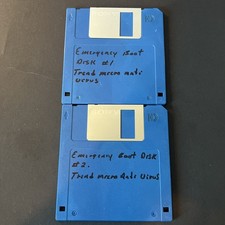 Emergency Boot
Disk #1
Trend micro anti
virus
Emergency Boot Disk
#2.
Trend micro Anti Virus